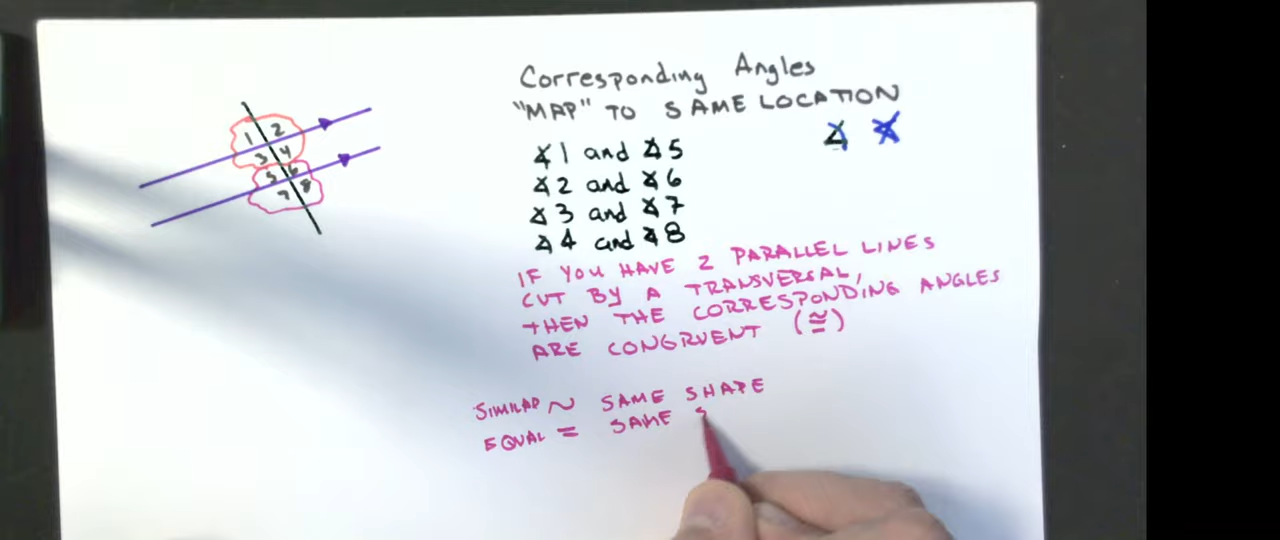 1 2
3 4
5 6
7 8
Corresponding Angles
"MAP" TO SAME LOCATION
∡1 and ∡5
∡2 and ∡6
∡3 and ∡7
∡4 and ∡8
∡ ∡
IF YOU HAVE 2 PARALLEL LINES
CUT BY A TRANSVERSAL,
THEN THE CORRESPONDING ANGLES
ARE CONGRUENT (≅)
SIMILAR ~ SAME SHAPE
EQUAL = SAME S